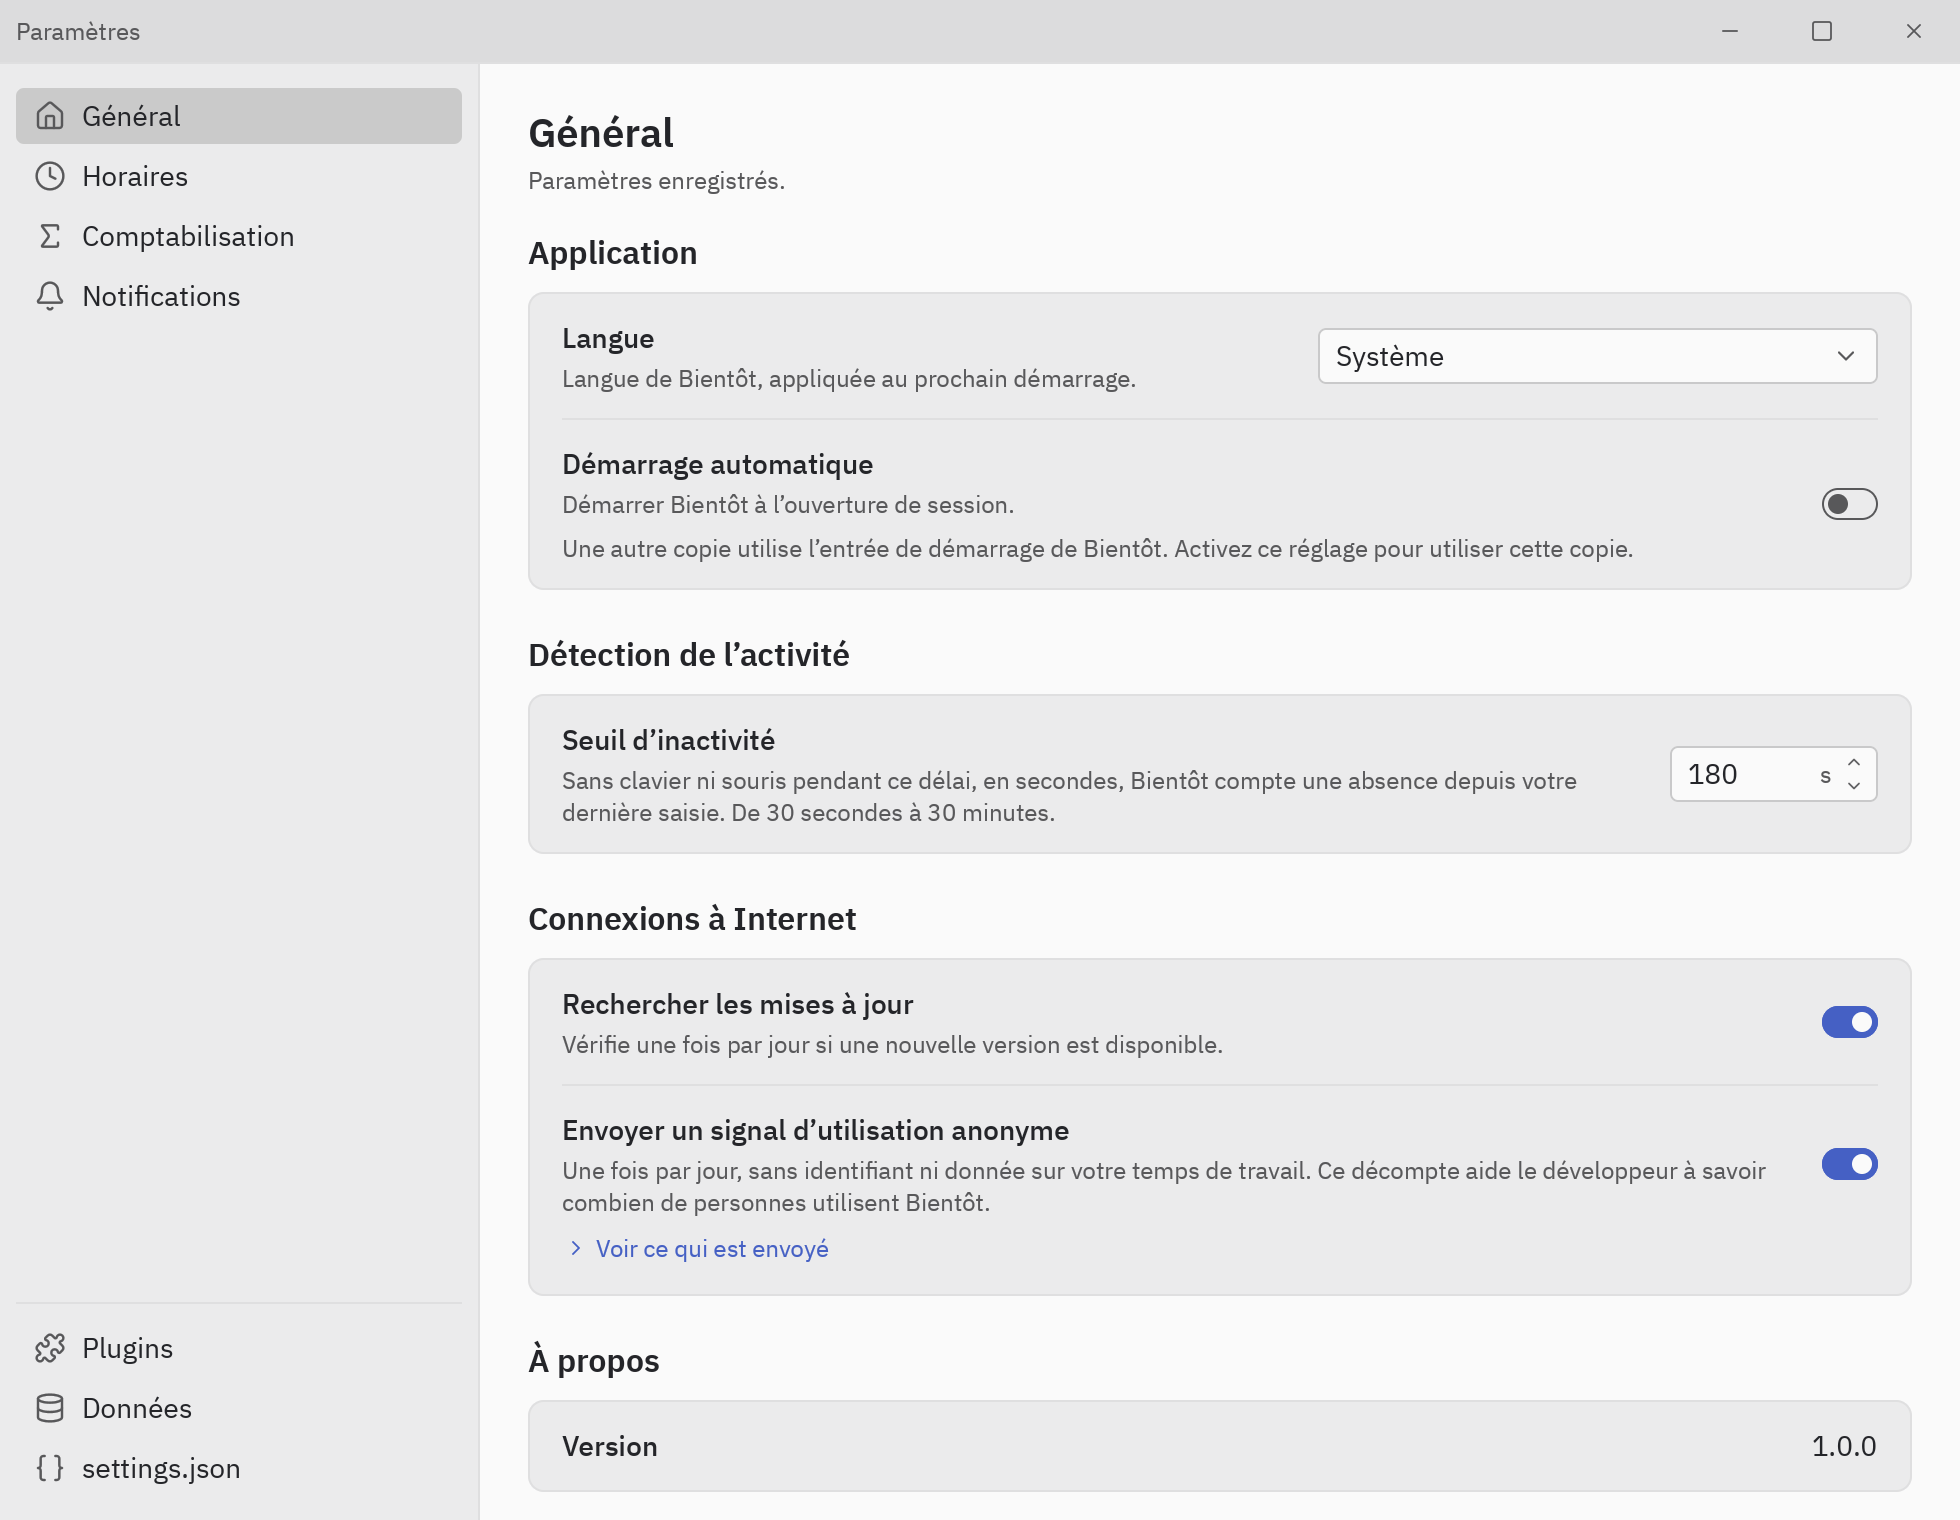 Paramètres
Général
Horaires
Comptabilisation
Notifications
Plugins
Données
settings.json
Général
Paramètres enregistrés.
Application
Langue
Langue de Bientôt, appliquée au prochain démarrage.
Système
Démarrage automatique
Démarrer Bientôt à l’ouverture de session.
Une autre copie utilise l’entrée de démarrage de Bientôt. Activez ce réglage pour utiliser cette copie.
Détection de l’activité
Seuil d’inactivité
Sans clavier ni souris pendant ce délai, en secondes, Bientôt compte une absence depuis votre
dernière saisie. De 30 secondes à 30 minutes.
180 s
Connexions à Internet
Rechercher les mises à jour
Vérifie une fois par jour si une nouvelle version est disponible.
Envoyer un signal d’utilisation anonyme
Une fois par jour, sans identifiant ni donnée sur votre temps de travail. Ce décompte aide le développeur à savoir
combien de personnes utilisent Bientôt.
Voir ce qui est envoyé
À propos
Version 1.0.0